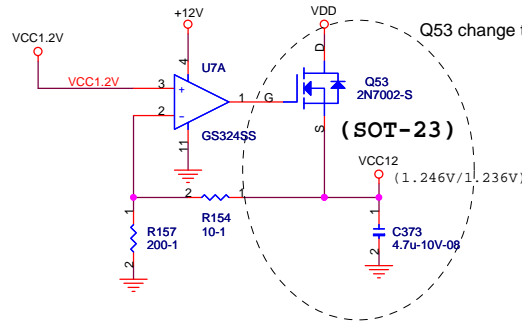 +12V
VDD
Q53 change t
VCC1.2V
U7A
D
Q53
2N7002-S
4
VCC1.2V
3
+
1
G
2
-
GS324SS
S
(SOT-23)
11
VCC12
(1.246V/1.236V)
2
R154
1
10-1
1
R157
200-1
2
1
C373
4.7u-10V-08
2